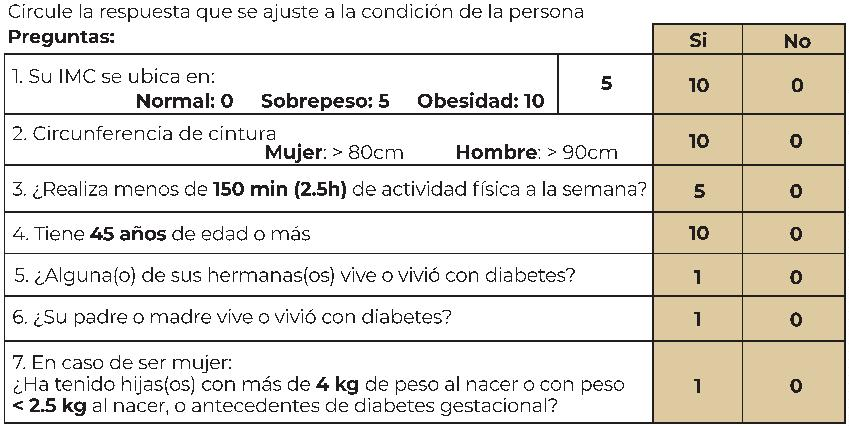 Circule la respuesta que se ajuste a la condición de la persona
Preguntas: Si No
1. Su IMC se ubica en:
Normal: 0 Sobrepeso: 5 Obesidad: 10 5 10 0
2. Circunferencia de cintura
Mujer: > 80cm Hombre: > 90cm 10 0
3. ¿Realiza menos de 150 min (2.5h) de actividad física a la semana? 5 0
4. Tiene 45 años de edad o más 10 0
5. ¿Alguna(o) de sus hermanas(os) vive o vivió con diabetes? 1 0
6. ¿Su padre o madre vive o vivió con diabetes? 1 0
7. En caso de ser mujer:
¿Ha tenido hijas(os) con más de 4 kg de peso al nacer o con peso 1 0
< 2.5 kg al nacer, o antecedentes de diabetes gestacional?